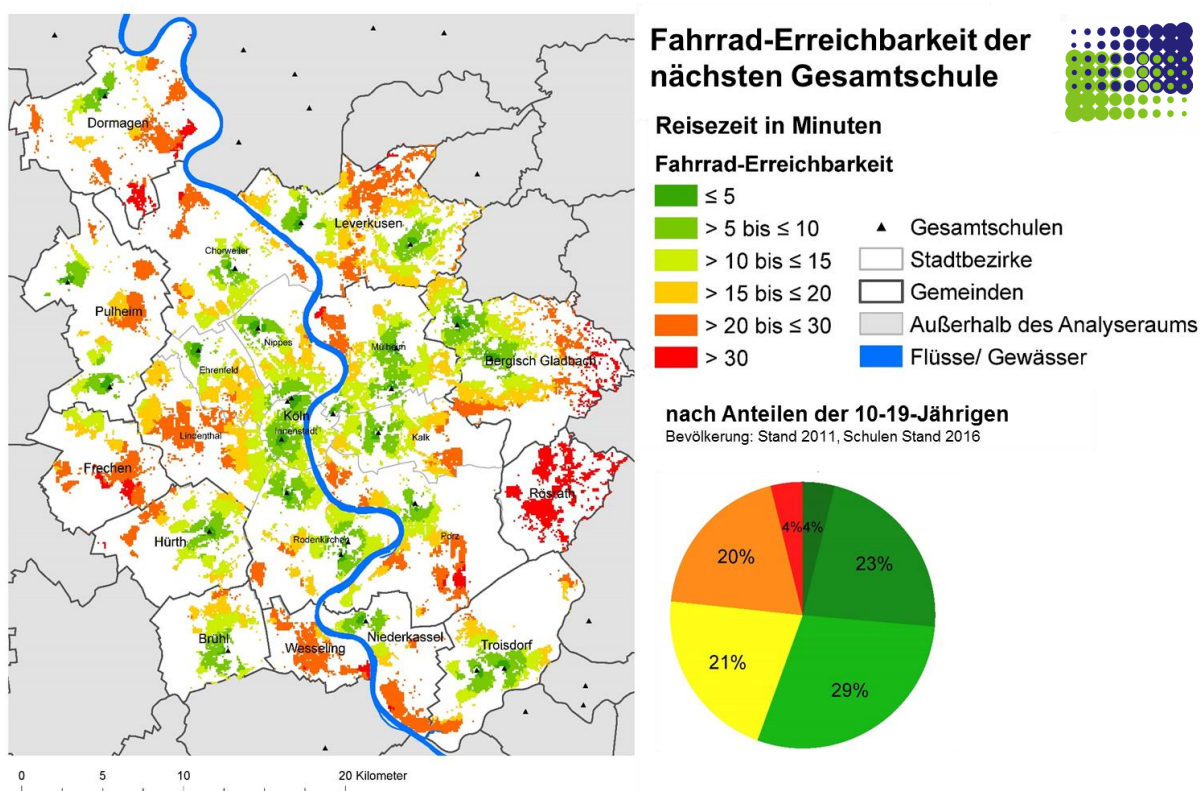 Fahrrad-Erreichbarkeit der
nächsten Gesamtschule
Reisezeit in Minuten
Fahrrad-Erreichbarkeit
≤ 5
> 5 bis ≤ 10
> 10 bis ≤ 15
> 15 bis ≤ 20
> 20 bis ≤ 30
> 30
Gesamtschulen
Stadtbezirke
Gemeinden
Außerhalb des Analyseraums
Flüsse/ Gewässer
nach Anteilen der 10-19-Jährigen
Bevölkerung: Stand 2011, Schulen Stand 2016
4%
4%
23%
29%
21%
20%
Dormagen
Leverkusen
Chorweiler
Pulheim
Nippes
Mülheim
Bergisch Gladbach
Ehrenfeld
Köln
Innenstadt
Lindenthal
Kalk
Frechen
Rösrath
Hürth
Rodenkirchen
Porz
Brühl
Wesseling
Niederkassel
Troisdorf
0 5 10 20 Kilometer